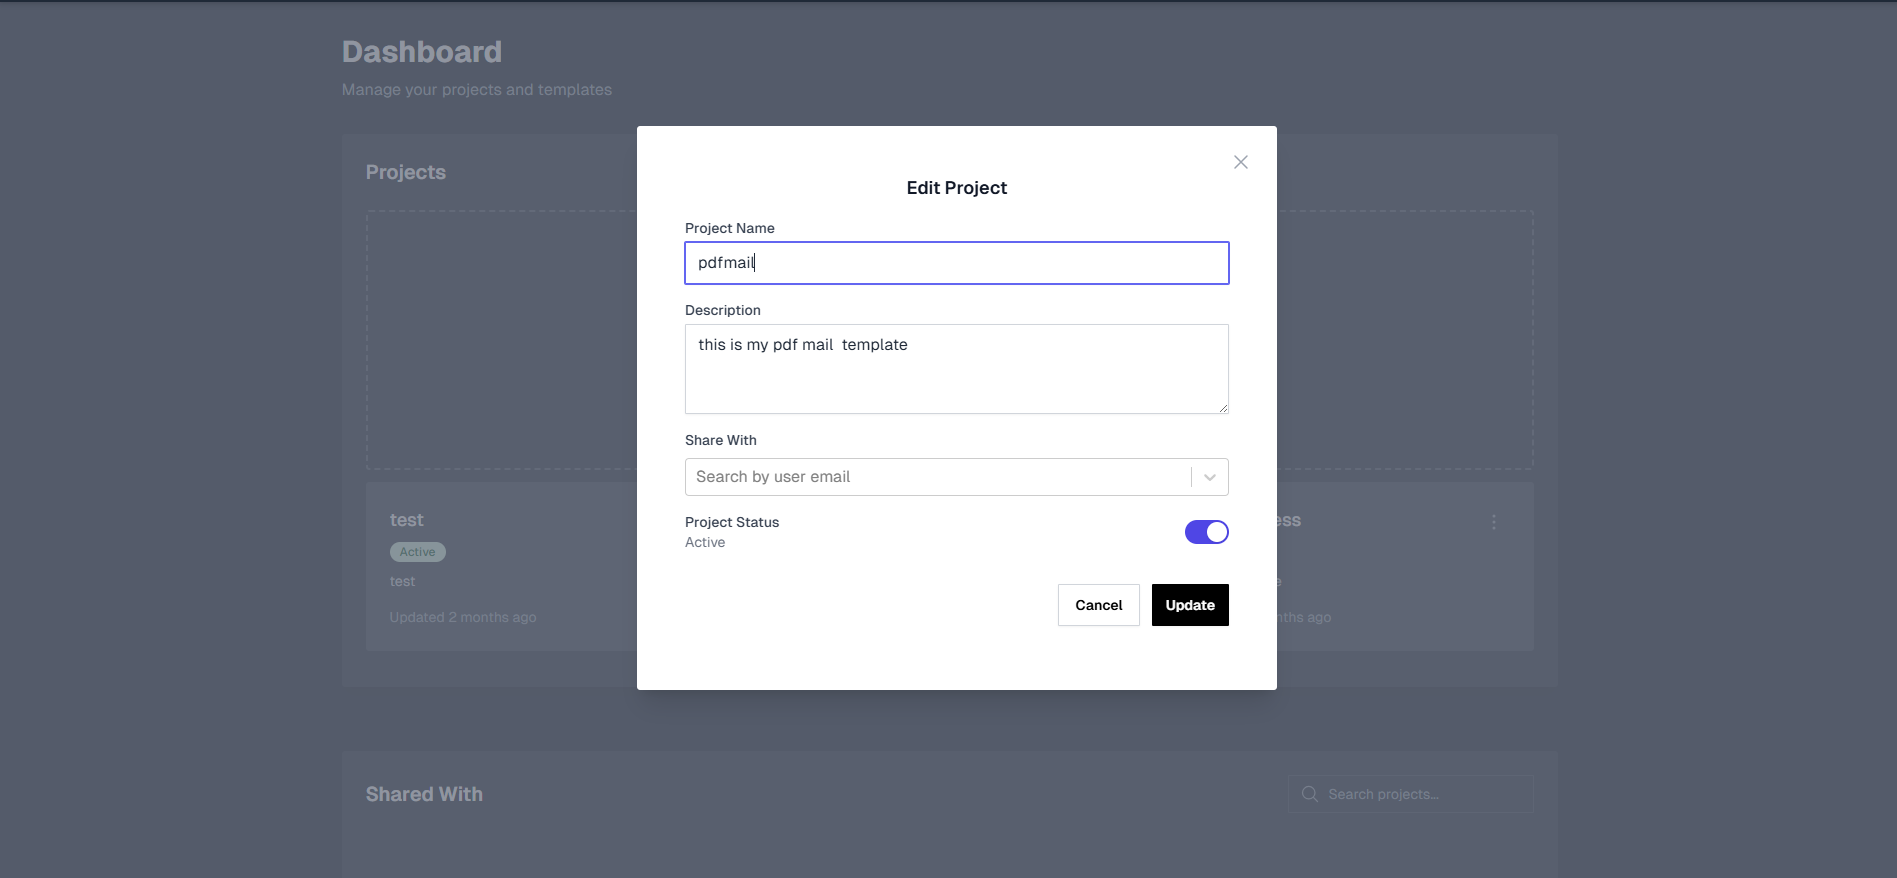 Dashboard
Manage your projects and templates
Projects
Edit Project
Project Name
pdfmail
Description
this is my pdf mail  template
Share With
Search by user email
Project Status
Active
Cancel
Update
test
Active
test
Updated 2 months ago
ess
e
nths ago
Shared With
Search projects...